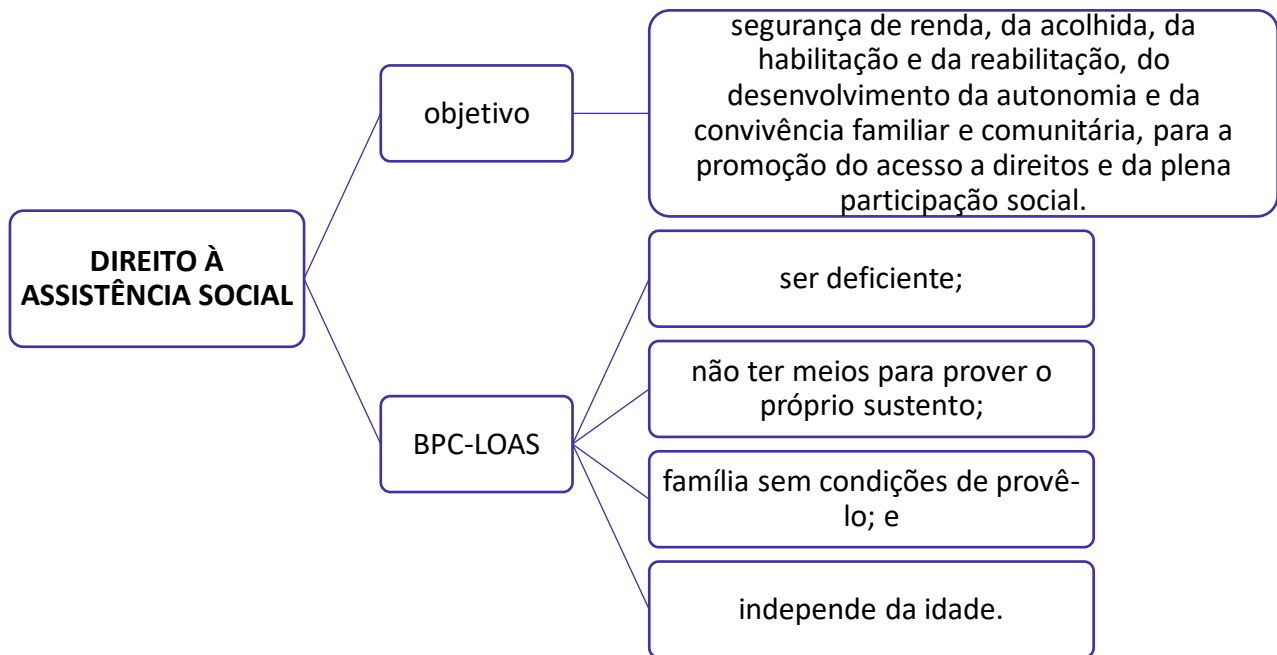 DIREITO À
ASSISTÊNCIA SOCIAL
objetivo
segurança de renda, da acolhida, da
habilitação e da reabilitação, do
desenvolvimento da autonomia e da
convivência familiar e comunitária, para a
promoção do acesso a direitos e da plena
participação social.
BPC-LOAS
ser deficiente;
não ter meios para prover o
próprio sustento;
família sem condições de provê-
lo; e
independe da idade.